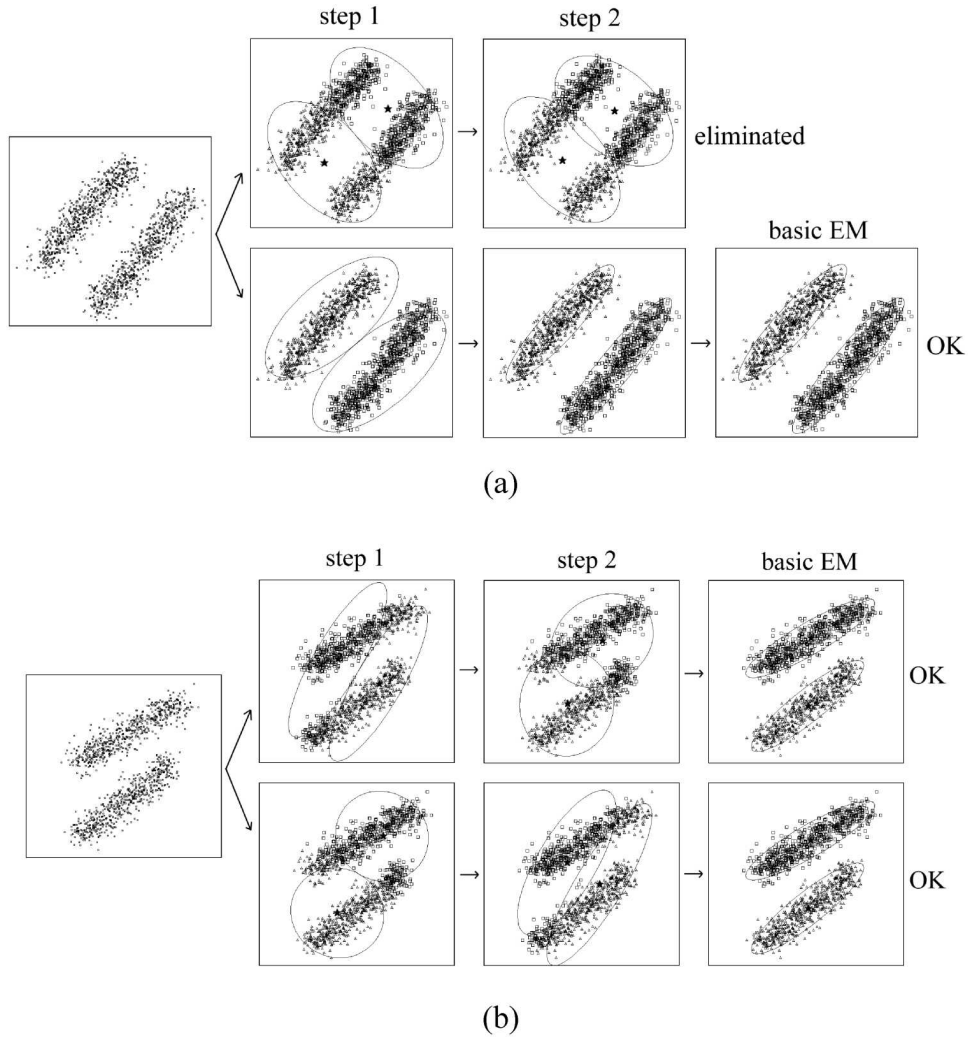 step 1
step 2
eliminated
basic EM
OK
(a)
step 1
step 2
basic EM
OK
OK
(b)